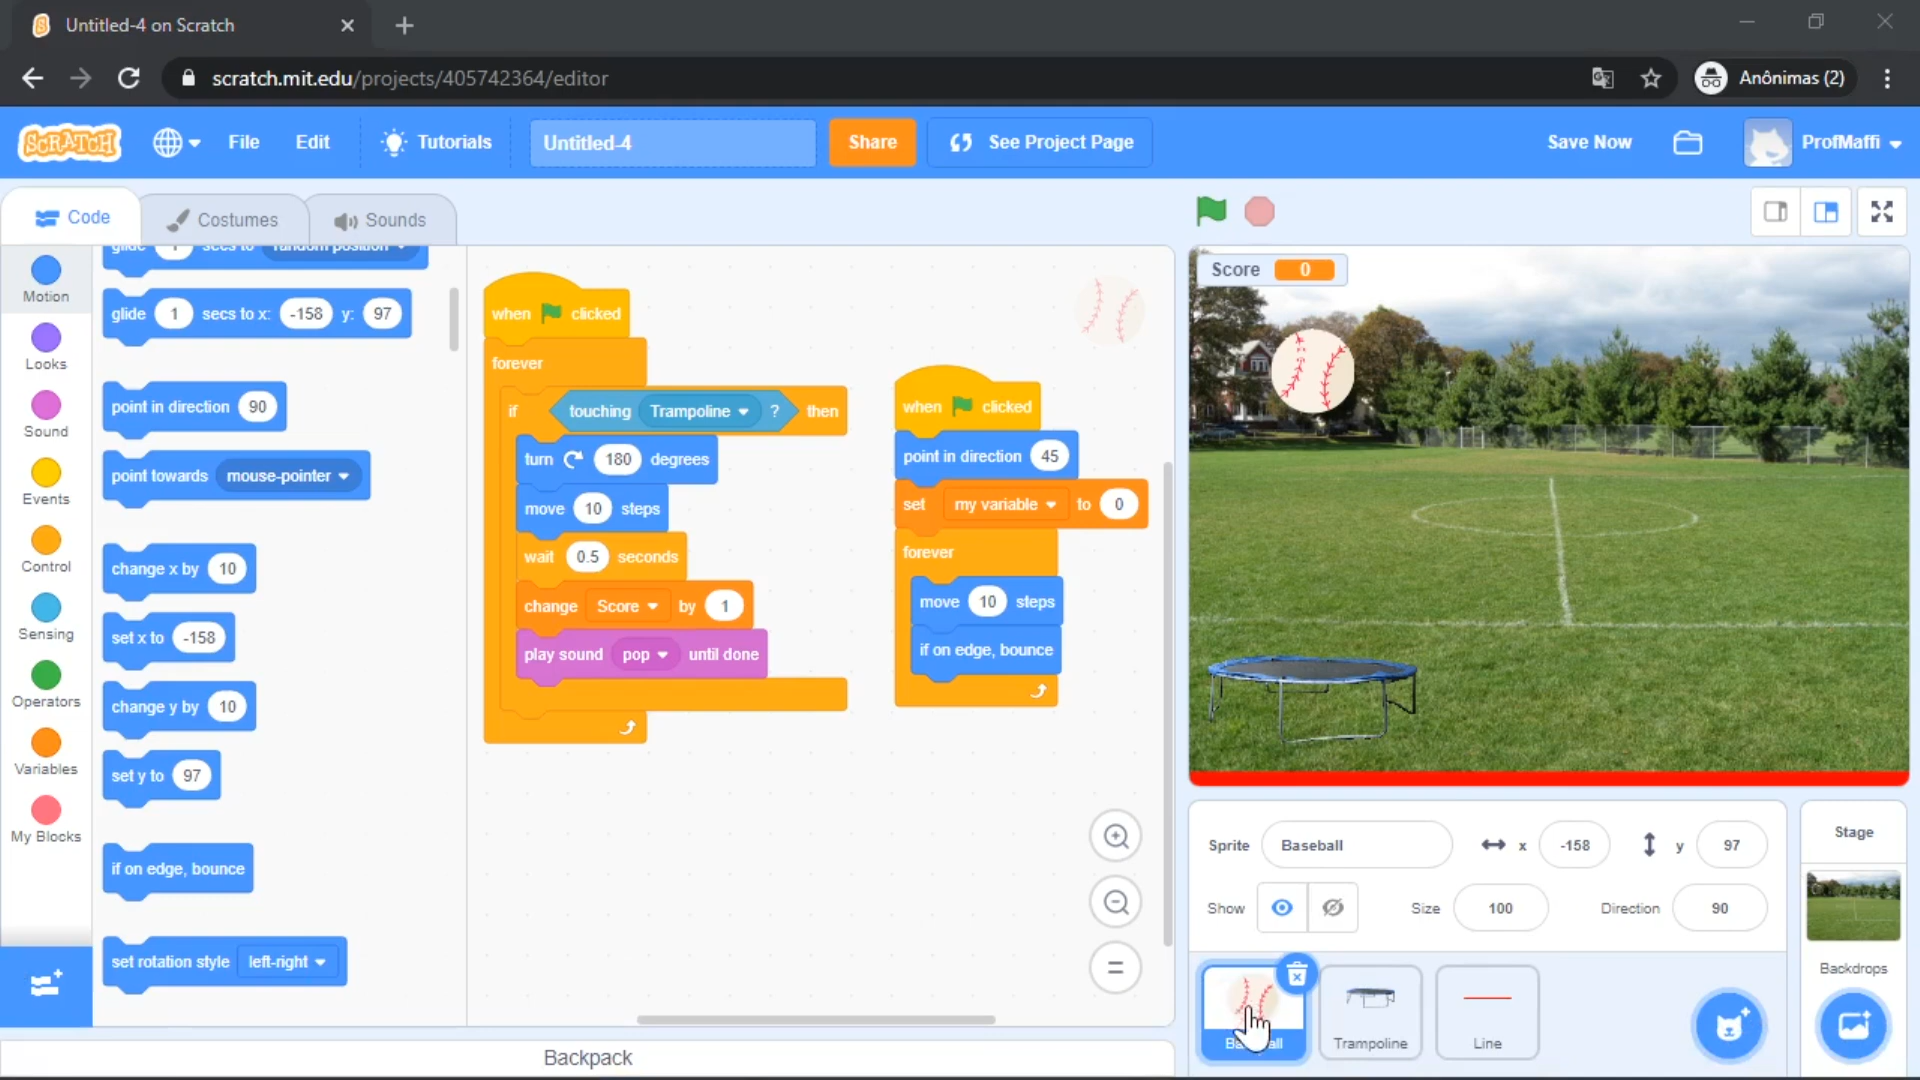 Untitled-4 on Scratch
scratch.mit.edu/projects/405742364/editor
Anônimas (2)
SCRATCH
File
Edit
Tutorials
Untitled-4
Share
See Project Page
Save Now
ProfMaffi
Code
Costumes
Sounds
Motion
Looks
Sound
Events
Control
Sensing
Operators
Variables
My Blocks
glide 1 secs to random position
glide 1 secs to x: -158 y: 97
point in direction 90
point towards mouse-pointer
change x by 10
set x to -158
change y by 10
set y to 97
if on edge, bounce
set rotation style left-right
when clicked
forever
if touching Trampoline ? then
turn 180 degrees
move 10 steps
wait 0.5 seconds
change Score by 1
play sound pop until done
when clicked
point in direction 45
set my variable to 0
forever
move 10 steps
if on edge, bounce
Backpack
Score 0
Sprite Baseball x -158 y 97
Show Size 100 Direction 90
Trampoline
Line
Stage
Backdrops